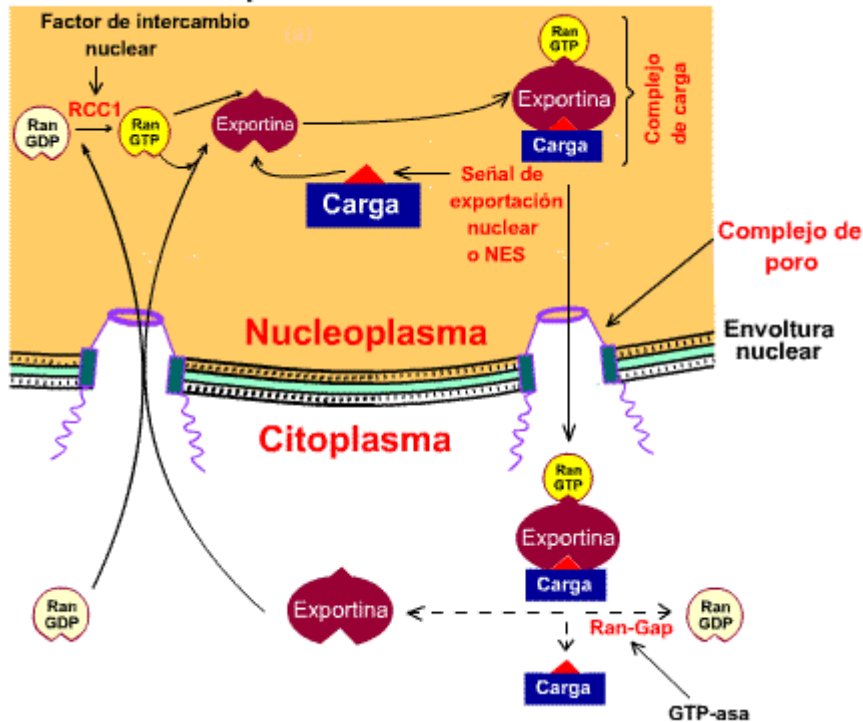 Factor de intercambio
nuclear
RCC1
Ran
GDP
Ran
GTP
Exportina
Carga
Señal de
exportación
nuclear
o NES
Ran
GTP
Exportina
Carga
Complejo
de carga
Complejo de
poro
Envoltura
nuclear
Nucleoplasma
Citoplasma
Ran
GTP
Exportina
Carga
Ran
GDP
Exportina
Ran-Gap
Ran
GDP
Carga
GTP-asa